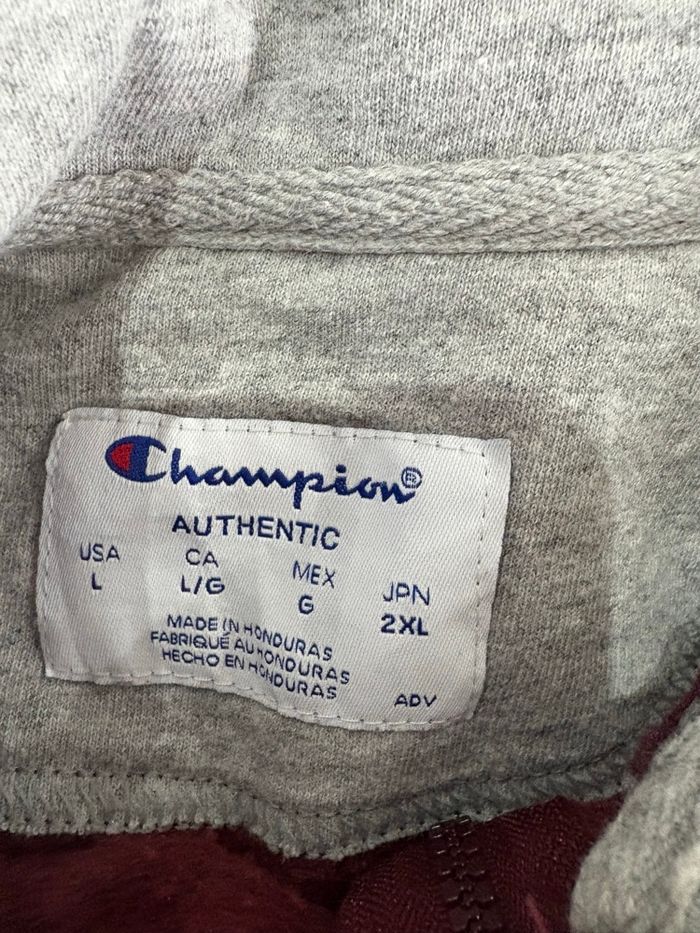 Champion®
AUTHENTIC
USA CA MEX JPN
L L/G G 2XL
MADE IN HONDURAS
FABRIQUÉ AU HONDURAS
HECHO EN HONDURAS
ADV